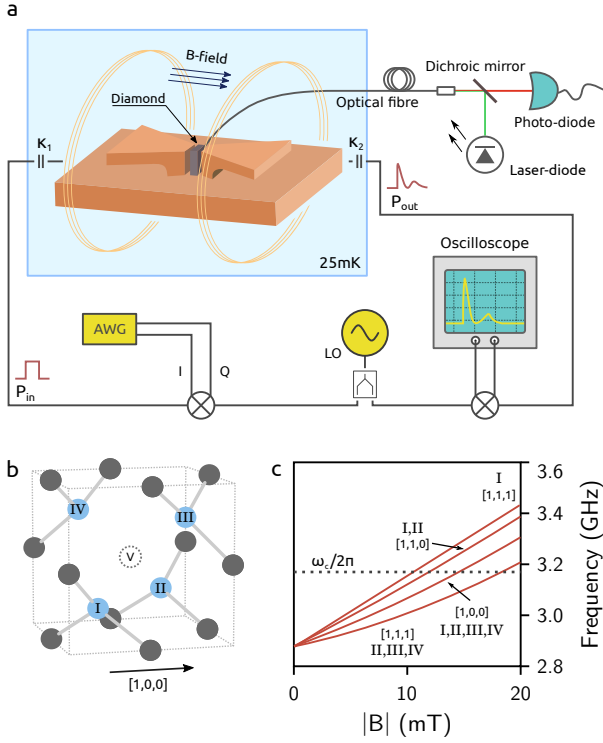 a
B-field
Diamond
Optical fibre
Dichroic mirror
Photo-diode
Laser-diode
K1
K2
Pout
25mK
Oscilloscope
AWG
LO
I
Q
Pin
b
IV
III
V
II
I
[1,0,0]
c
I
[1,1,1]
I,II
[1,1,0]
ωc/2π
[1,0,0]
I,II,III,IV
[1,1,1]
II,III,IV
3.6
3.4
3.2
3.0
2.8
Frequency (GHz)
0
10
20
|B| (mT)